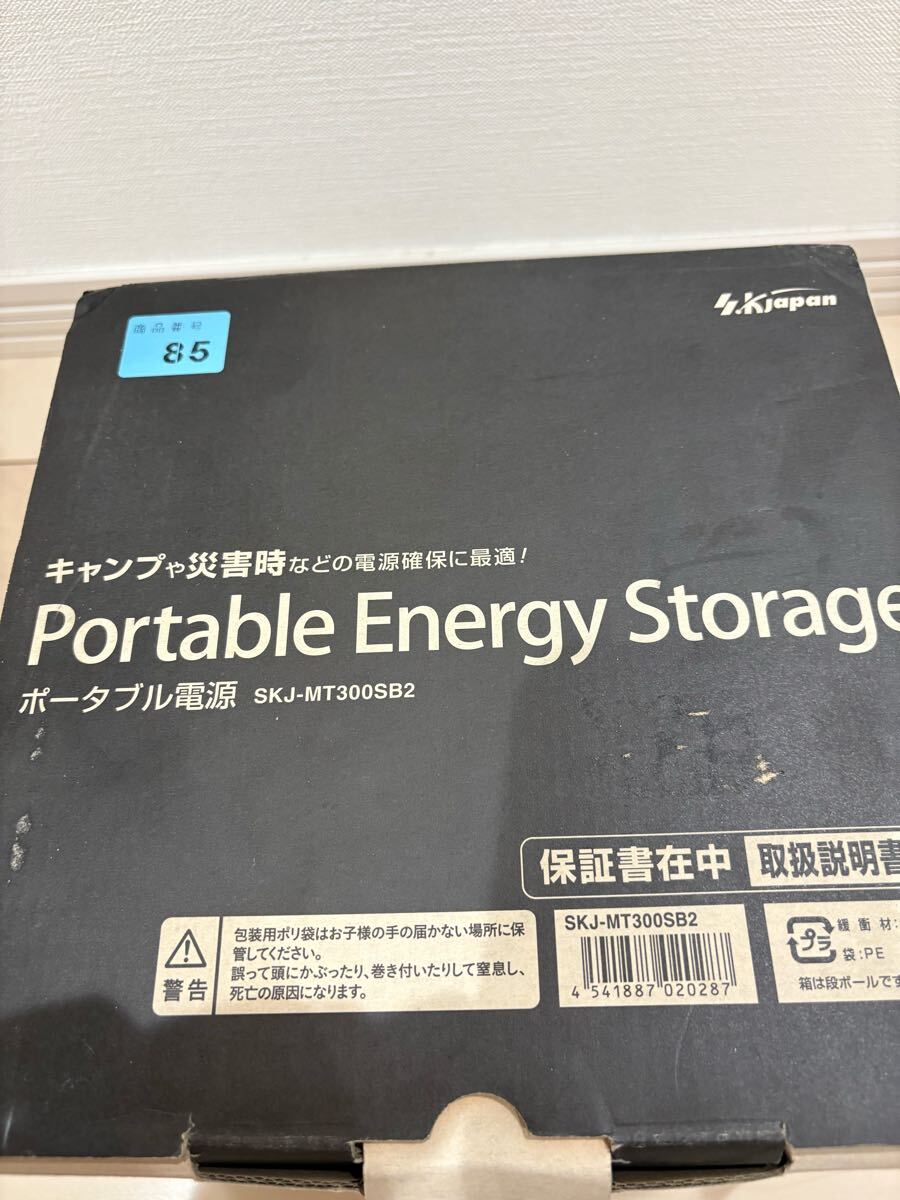 SKJapan
商品番号
85
キャンプや災害時などの電源確保に最適!
Portable Energy Storage
ポータブル電源 SKJ-MT300SB2
保証書在中 取扱説明書
警告
包装用ポリ袋はお子様の手の届かない場所に保
管してください。
誤って頭にかぶったり、巻き付いたりして窒息し、
死亡の原因になります。
SKJ-MT300SB2
4 541887 020287
プラ
緩衝材:
袋:PE
箱は段ボールです